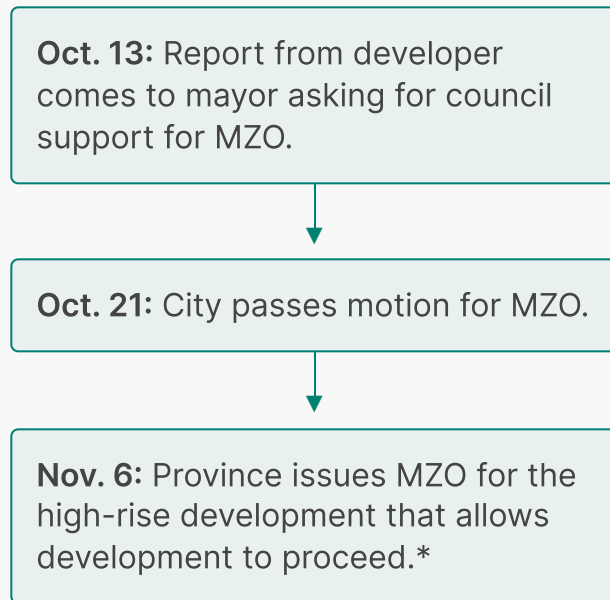 Oct. 13: Report from developer
comes to mayor asking for council
support for MZO.
Oct. 21: City passes motion for MZO.
Nov. 6: Province issues MZO for the
high-rise development that allows
development to proceed.*